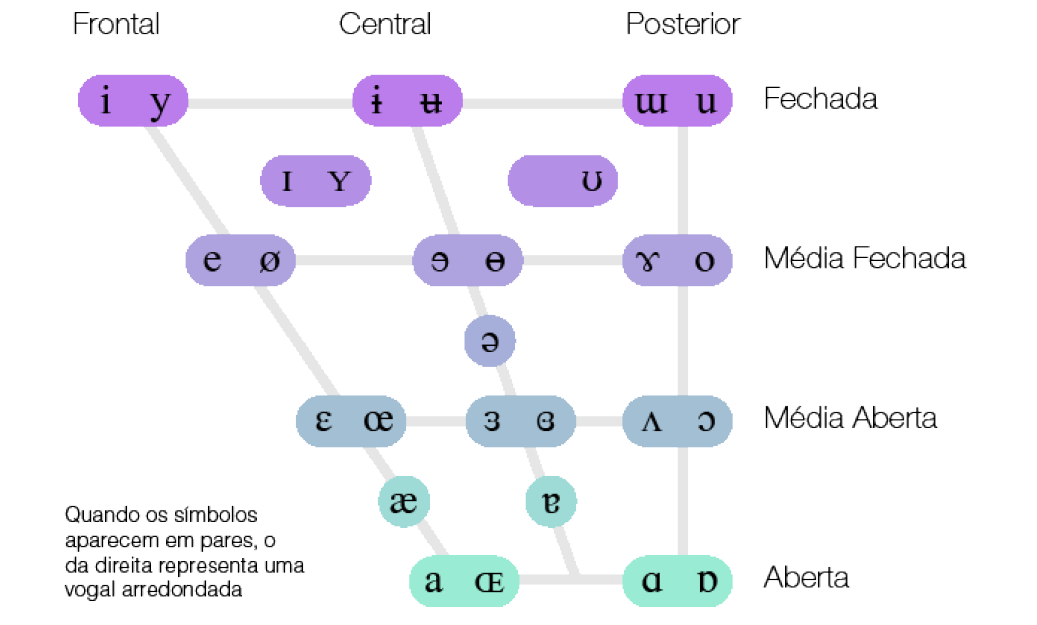 Frontal Central Posterior
i y ɨ ʉ ɯ u Fechada
ɪ ʏ ʊ
e ø ɘ ɵ ɤ o Média Fechada
ə
ɛ œ ɜ ɞ ʌ ɔ Média Aberta
æ ɐ
a ɶ ɑ ɒ Aberta
Quando os símbolos
aparecem em pares, o
da direita representa uma
vogal arredondada